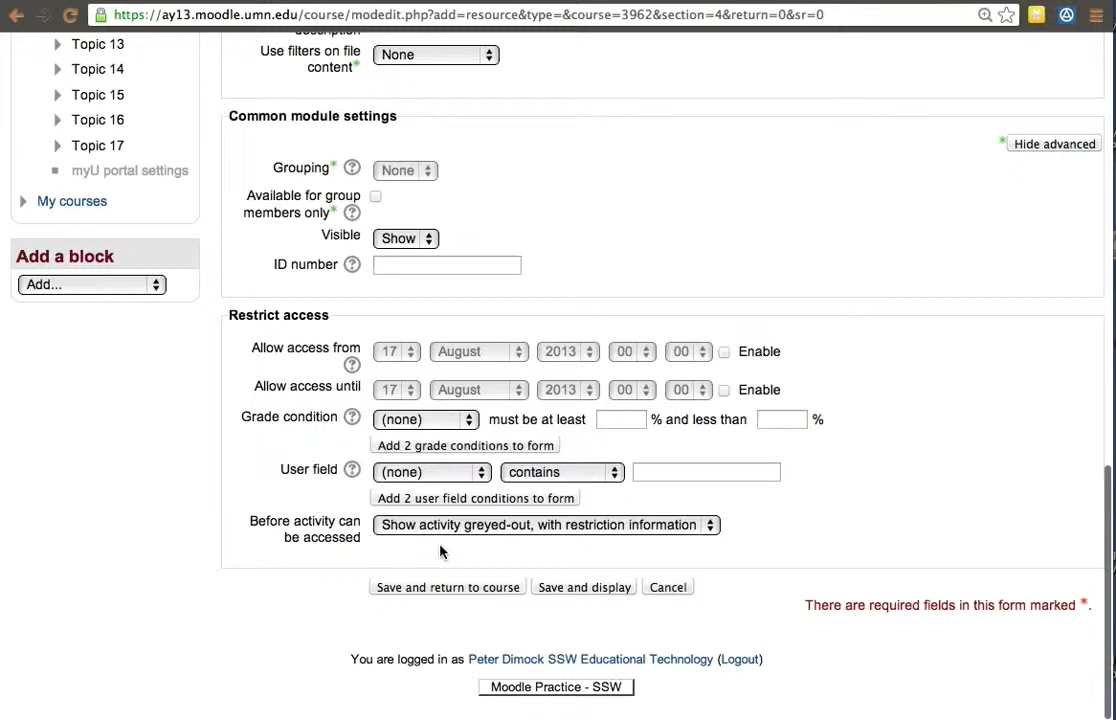 https://ay13.moodle.umn.edu/course/modedit.php?add=resource&type=&course=3962&section=4&return=0&sr=0
Topic 13
Topic 14
Topic 15
Topic 16
Topic 17
myU portal settings
My courses
Add a block
Add...
description
Use filters on file content* None
Common module settings
* Hide advanced
Grouping* None
Available for group members only*
Visible Show
ID number
Restrict access
Allow access from 17 August 2013 00 00 Enable
Allow access until 17 August 2013 00 00 Enable
Grade condition (none) must be at least % and less than %
Add 2 grade conditions to form
User field (none) contains
Add 2 user field conditions to form
Before activity can be accessed Show activity greyed-out, with restriction information
Save and return to course Save and display Cancel
There are required fields in this form marked *.
You are logged in as Peter Dimock SSW Educational Technology (Logout)
Moodle Practice - SSW